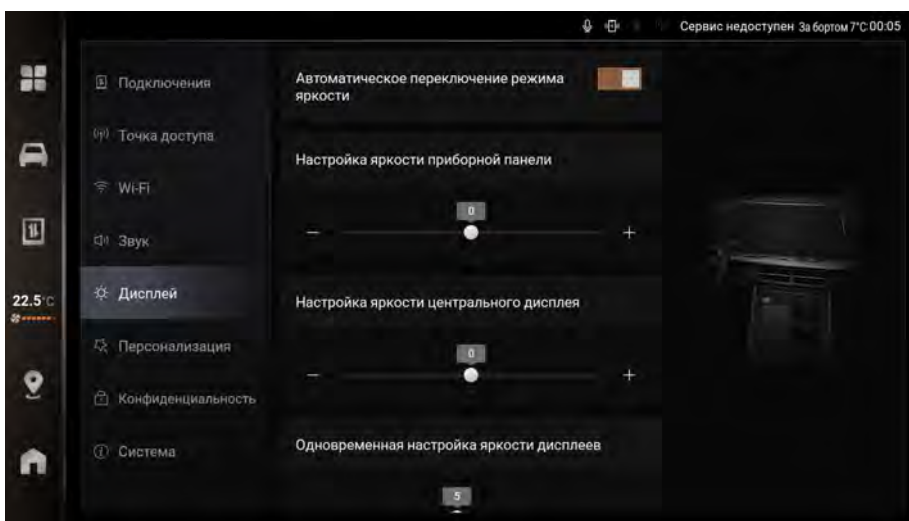 Сервис недоступен За бортом 7°C 00:05
Подключения
Точка доступа
Wi-Fi
Звук
Дисплей
Персонализация
Конфиденциальность
Система
22.5°C
Автоматическое переключение режима
яркости
Настройка яркости приборной панели
0
− +
Настройка яркости центрального дисплея
0
− +
Одновременная настройка яркости дисплеев
5